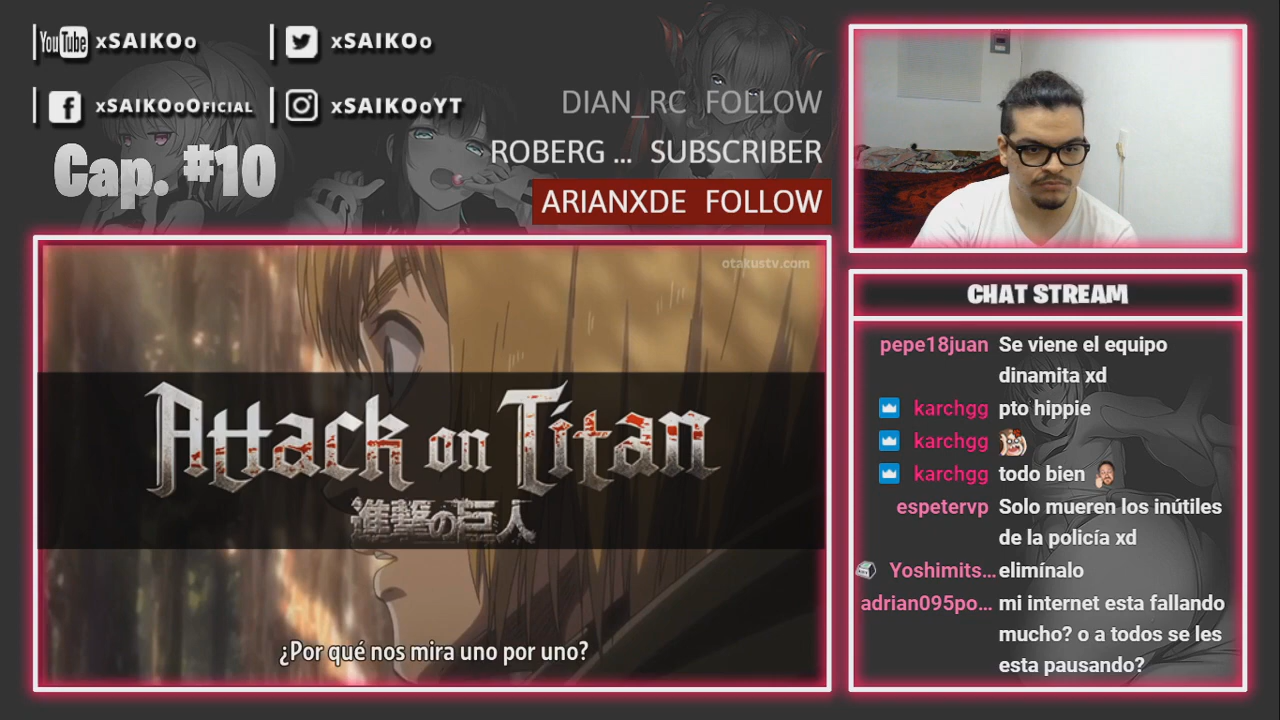 YouTube xSAIKOo
xSAIKOo
xSAIKOoOFICIAL
xSAIKOoYT
Cap. #10
DIAN_RC FOLLOW
ROBERG ... SUBSCRIBER
ARIANXDE FOLLOW
otakustv.com
Attack on Titan
進撃の巨人
¿Por qué nos mira uno por uno?
CHAT STREAM
pepe18juan Se viene el equipo
dinamita xd
karchgg pto hippie
karchgg
karchgg todo bien
espetervp Solo mueren los inútiles
de la policía xd
Yoshimits... elimínalo
adrian095po... mi internet esta fallando
mucho? o a todos se les
esta pausando?